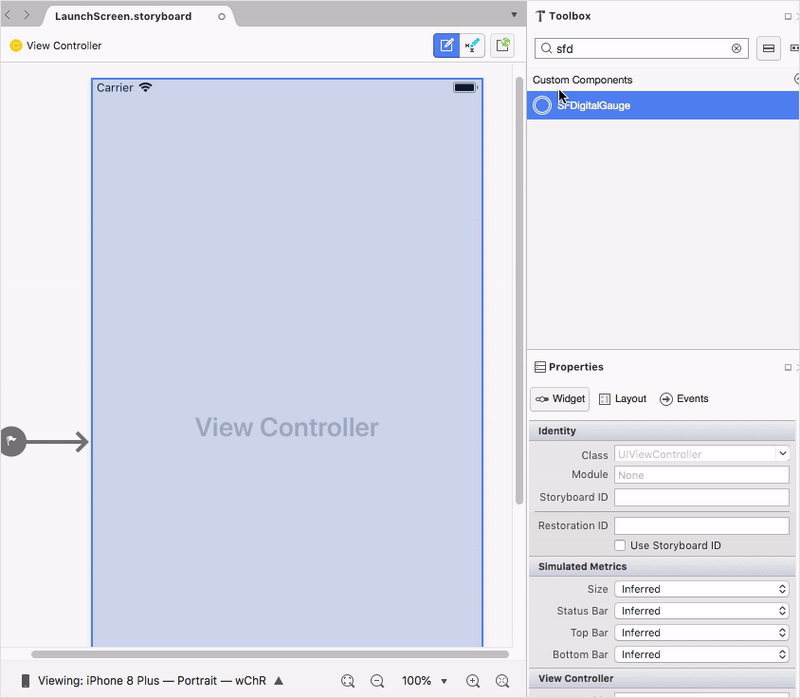 LaunchScreen.storyboard
View Controller
Carrier
View Controller
Viewing: iPhone 8 Plus — Portrait — wChR
100%
Toolbox
sfd
Custom Components
SFDigitalGauge
Properties
Widget
Layout
Events
Identity
Class UIViewController
Module None
Storyboard ID
Restoration ID
Use Storyboard ID
Simulated Metrics
Size Inferred
Status Bar Inferred
Top Bar Inferred
Bottom Bar Inferred
View Controller